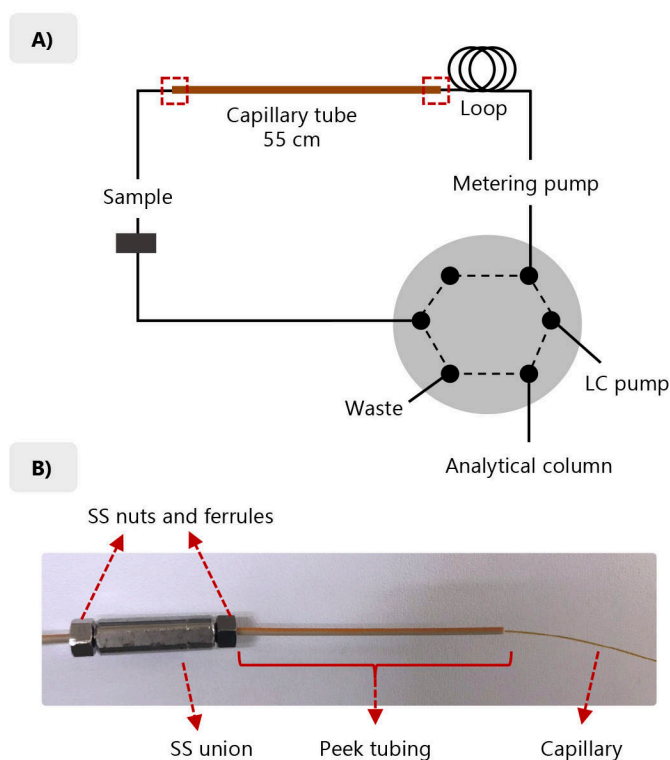 A)
Capillary tube
55 cm
Loop
Sample
Metering pump
LC pump
Waste
Analytical column
B)
SS nuts and ferrules
SS union
Peek tubing
Capillary